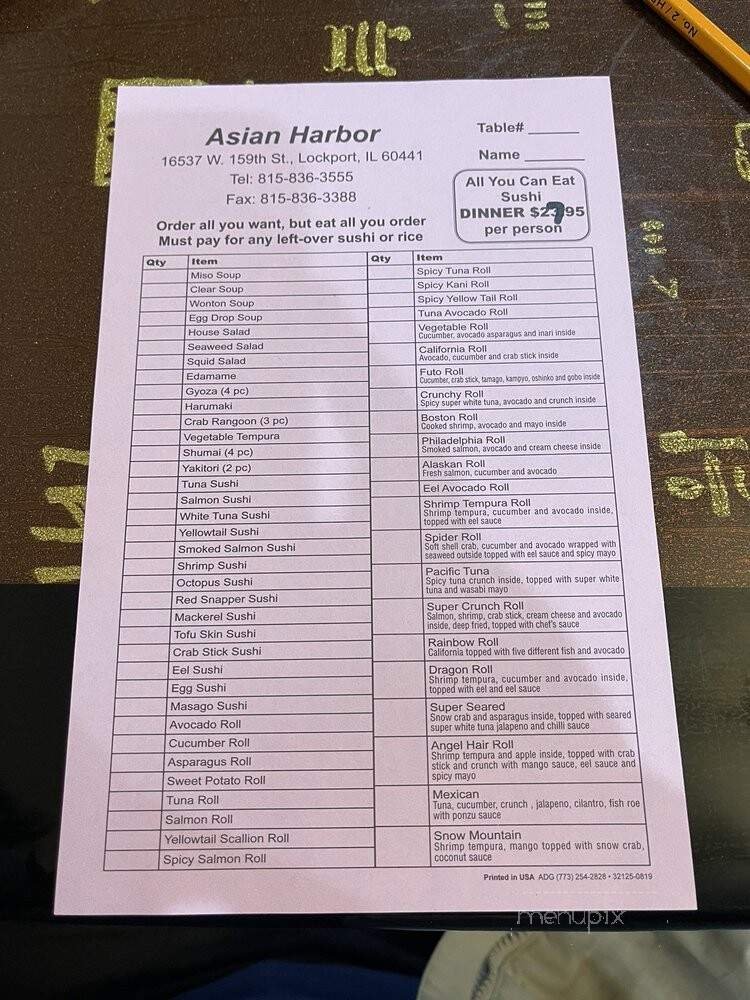 No. 2 / H
Asian Harbor
16537 W. 159th St., Lockport, IL 60441
Tel: 815-836-3555
Fax: 815-836-3388
Order all you want, but eat all you order
Must pay for any left-over sushi or rice
Table# ______
Name ________
All You Can Eat
Sushi
DINNER $27.95
per person
Qty Item
Miso Soup
Clear Soup
Wonton Soup
Egg Drop Soup
House Salad
Seaweed Salad
Squid Salad
Edamame
Gyoza (4 pc)
Harumaki
Crab Rangoon (3 pc)
Vegetable Tempura
Shumai (4 pc)
Yakitori (2 pc)
Tuna Sushi
Salmon Sushi
White Tuna Sushi
Yellowtail Sushi
Smoked Salmon Sushi
Shrimp Sushi
Octopus Sushi
Red Snapper Sushi
Mackerel Sushi
Tofu Skin Sushi
Crab Stick Sushi
Eel Sushi
Egg Sushi
Masago Sushi
Avocado Roll
Cucumber Roll
Asparagus Roll
Sweet Potato Roll
Tuna Roll
Salmon Roll
Yellowtail Scallion Roll
Spicy Salmon Roll
Qty Item
Spicy Tuna Roll
Spicy Kani Roll
Spicy Yellow Tail Roll
Tuna Avocado Roll
Vegetable Roll
Cucumber, avocado asparagus and inari inside
California Roll
Avocado, cucumber and crab stick inside
Futo Roll
Cucumber, crab stick, tamago, kampyo, oshinko and gobo inside
Crunchy Roll
Spicy super white tuna, avocado and crunch inside
Boston Roll
Cooked shrimp, avocado and mayo inside
Philadelphia Roll
Smoked salmon, avocado and cream cheese inside
Alaskan Roll
Fresh salmon, cucumber and avocado
Eel Avocado Roll
Shrimp Tempura Roll
Shrimp tempura, cucumber and avocado inside,
topped with eel sauce
Spider Roll
Soft shell crab, cucumber and avocado wrapped with
seaweed outside topped with eel sauce and spicy mayo
Pacific Tuna
Spicy tuna crunch inside, topped with super white
tuna and wasabi mayo
Super Crunch Roll
Salmon, shrimp, crab stick, cream cheese and avocado
inside, deep fried, topped with chef's sauce
Rainbow Roll
California topped with five different fish and avocado
Dragon Roll
Shrimp tempura, cucumber and avocado inside,
topped with eel and eel sauce
Super Seared
Snow crab and asparagus inside, topped with seared
super white tuna jalapeno and chilli sauce
Angel Hair Roll
Shrimp tempura and apple inside, topped with crab
stick and crunch with mango sauce, eel sauce and
spicy mayo
Mexican
Tuna, cucumber, crunch , jalapeno, cilantro, fish roe
with ponzu sauce
Snow Mountain
Shrimp tempura, mango topped with snow crab,
coconut sauce
Printed in USA ADG (773) 254-2828 • 32125-0819
menupix